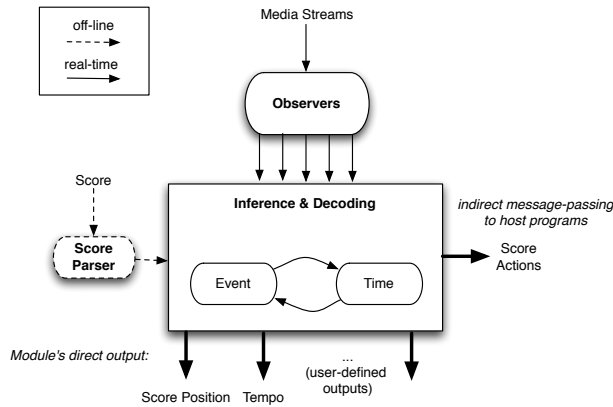 off-line
real-time
Media Streams
Observers
Score
Score
Parser
Inference & Decoding
Event
Time
indirect message-passing
to host programs
Score
Actions
Module's direct output:
Score Position
Tempo
...
(user-defined
outputs)